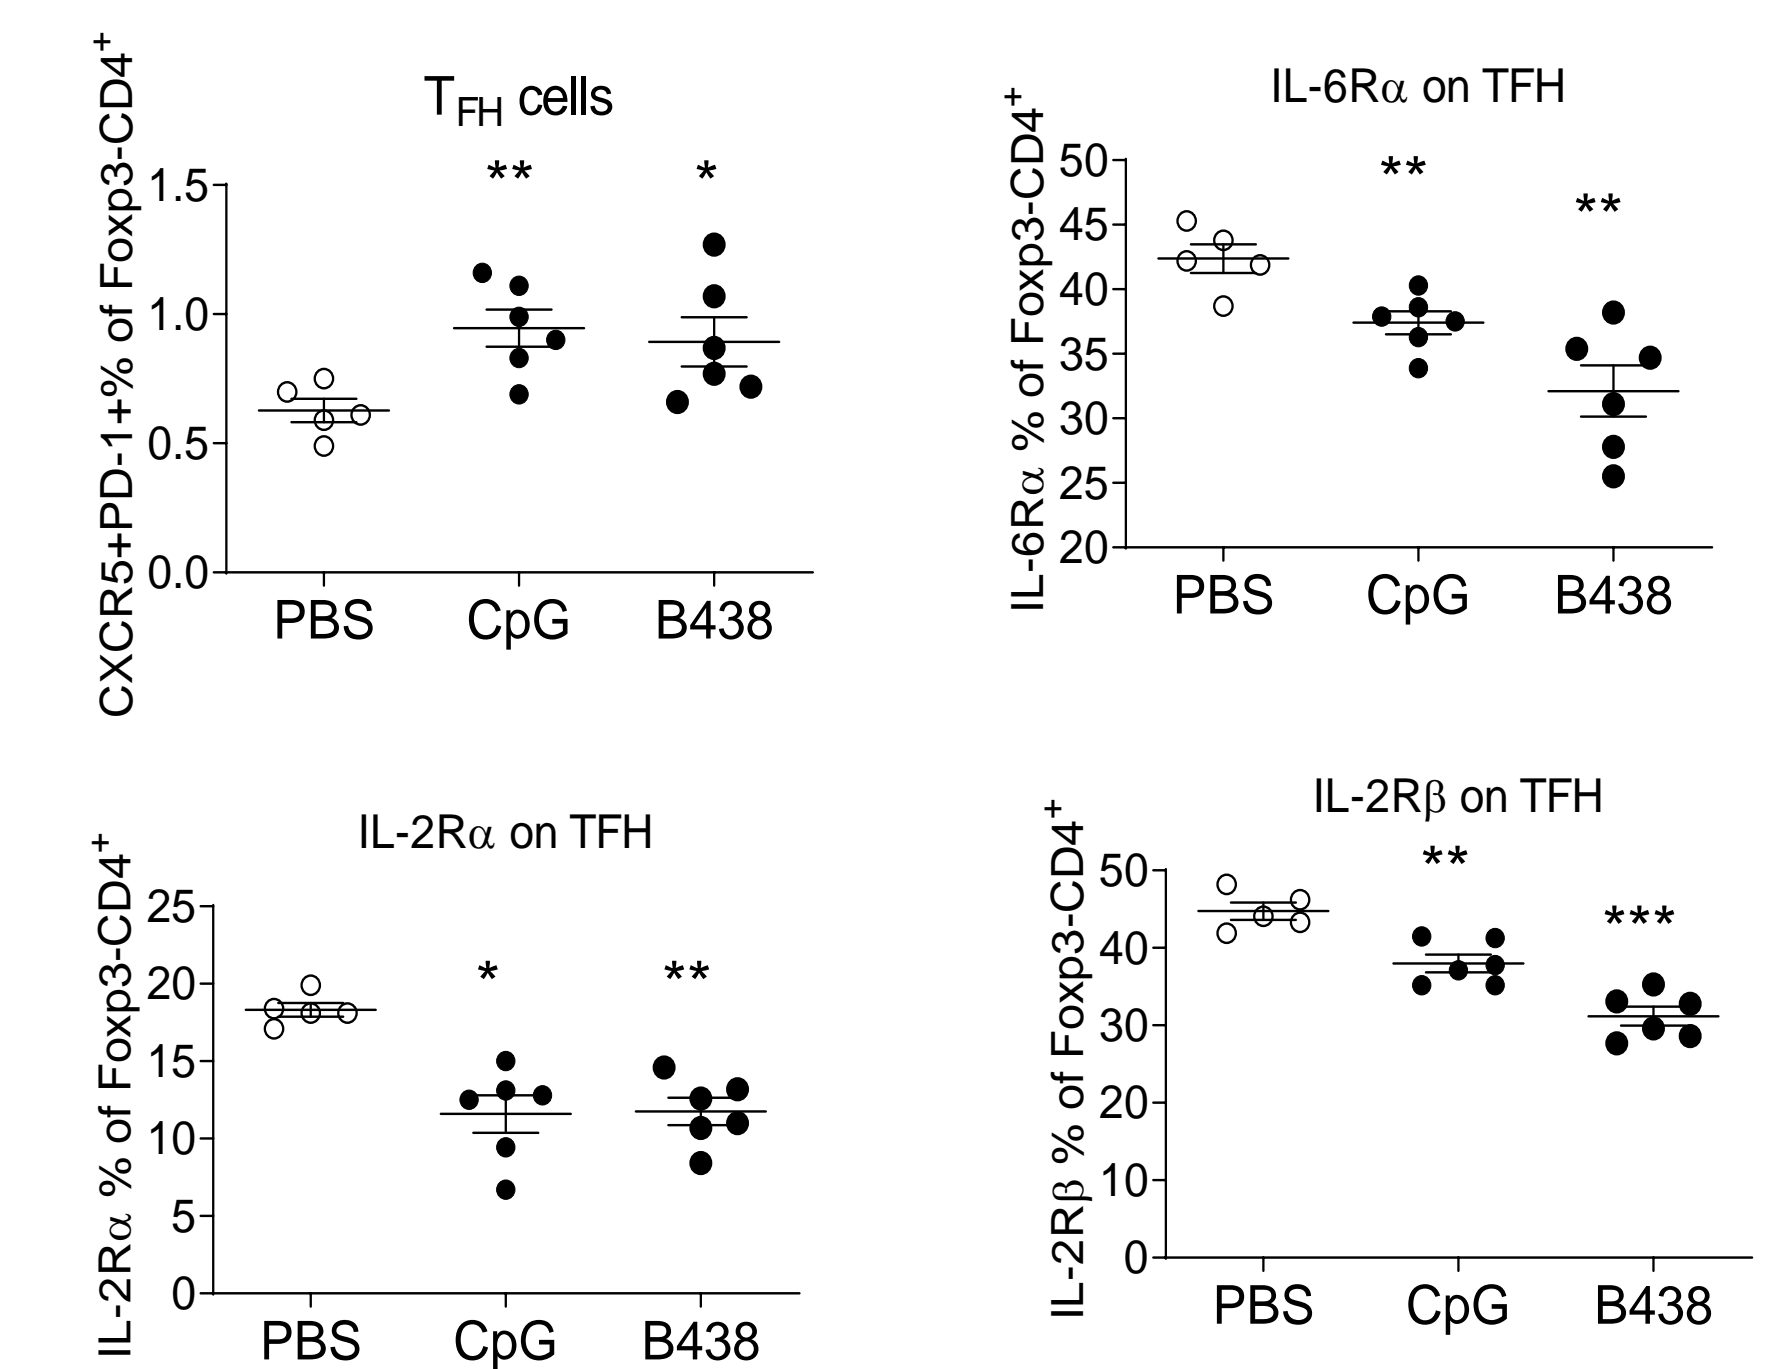 T_FH cells
CXCR5+PD-1+% of Foxp3-CD4⁺
** *
1.5
1.0
0.5
0.0
PBS CpG B438
IL-6Rα on TFH
IL-6Rα % of Foxp3-CD4⁺
**
**
50
45
40
35
30
25
20
PBS CpG B438
IL-2Rα on TFH
IL-2Rα % of Foxp3-CD4⁺
* **
25
20
15
10
5
0
PBS CpG B438
IL-2Rβ on TFH
IL-2Rβ % of Foxp3-CD4⁺
**
***
50
40
30
20
10
0
PBS CpG B438